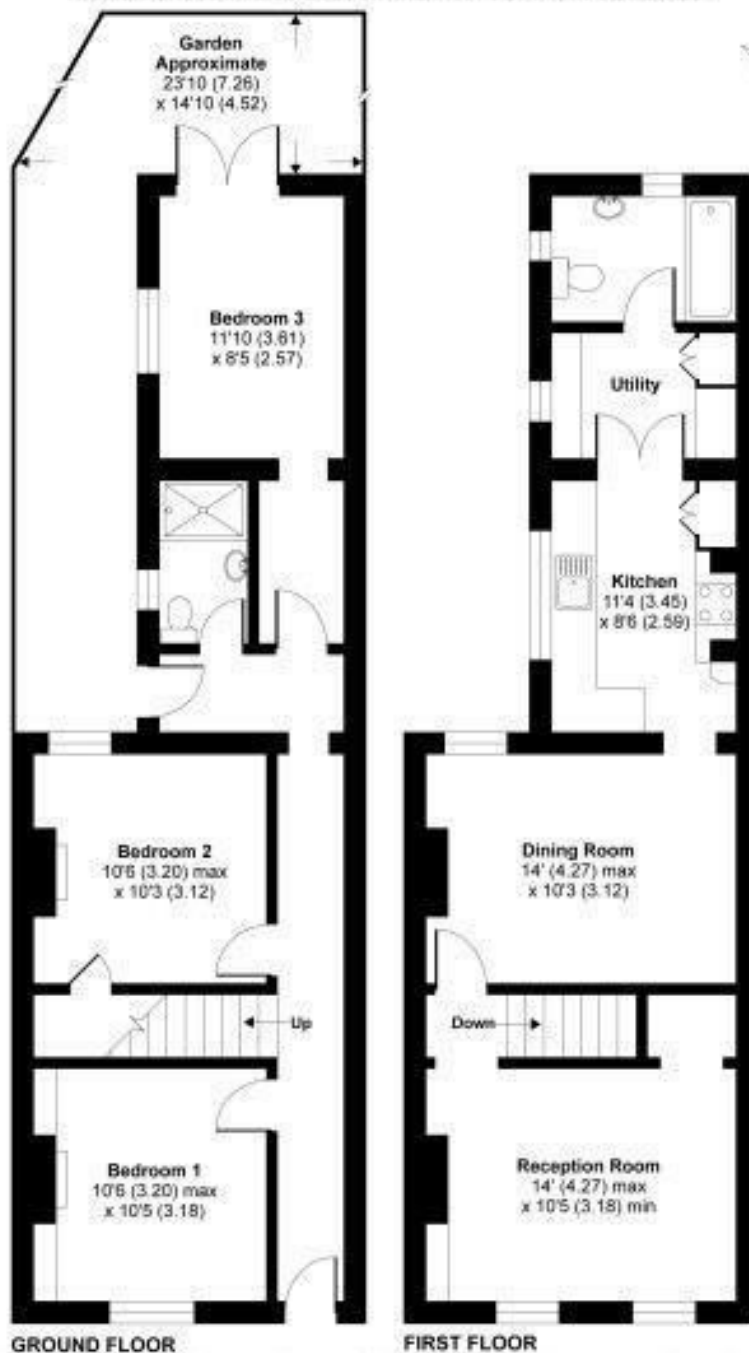 Garden
Approximate
23'10 (7.26)
x 14'10 (4.52)
Bedroom 3
11'10 (3.61)
x 8'5 (2.57)
Bedroom 2
10'6 (3.20) max
x 10'3 (3.12)
Up
Bedroom 1
10'6 (3.20) max
x 10'5 (3.18)
GROUND FLOOR
Utility
Kitchen
11'4 (3.45)
x 8'6 (2.59)
Dining Room
14' (4.27) max
x 10'3 (3.12)
Down
Reception Room
14' (4.27) max
x 10'5 (3.18) min
FIRST FLOOR